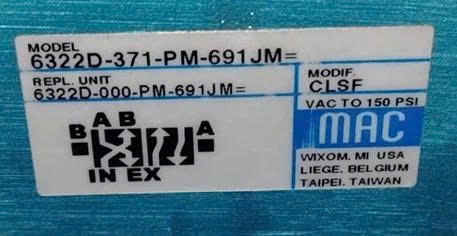 MODEL
6322D-371-PM-691JM=
REPL. UNIT
6322D-000-PM-691JM=
MODIF.
CLSF
VAC TO 150 PSI
MAC
WIXOM. MI USA
LIEGE. BELGIUM
TAIPEI. TAIWAN
A B
B A
IN EX